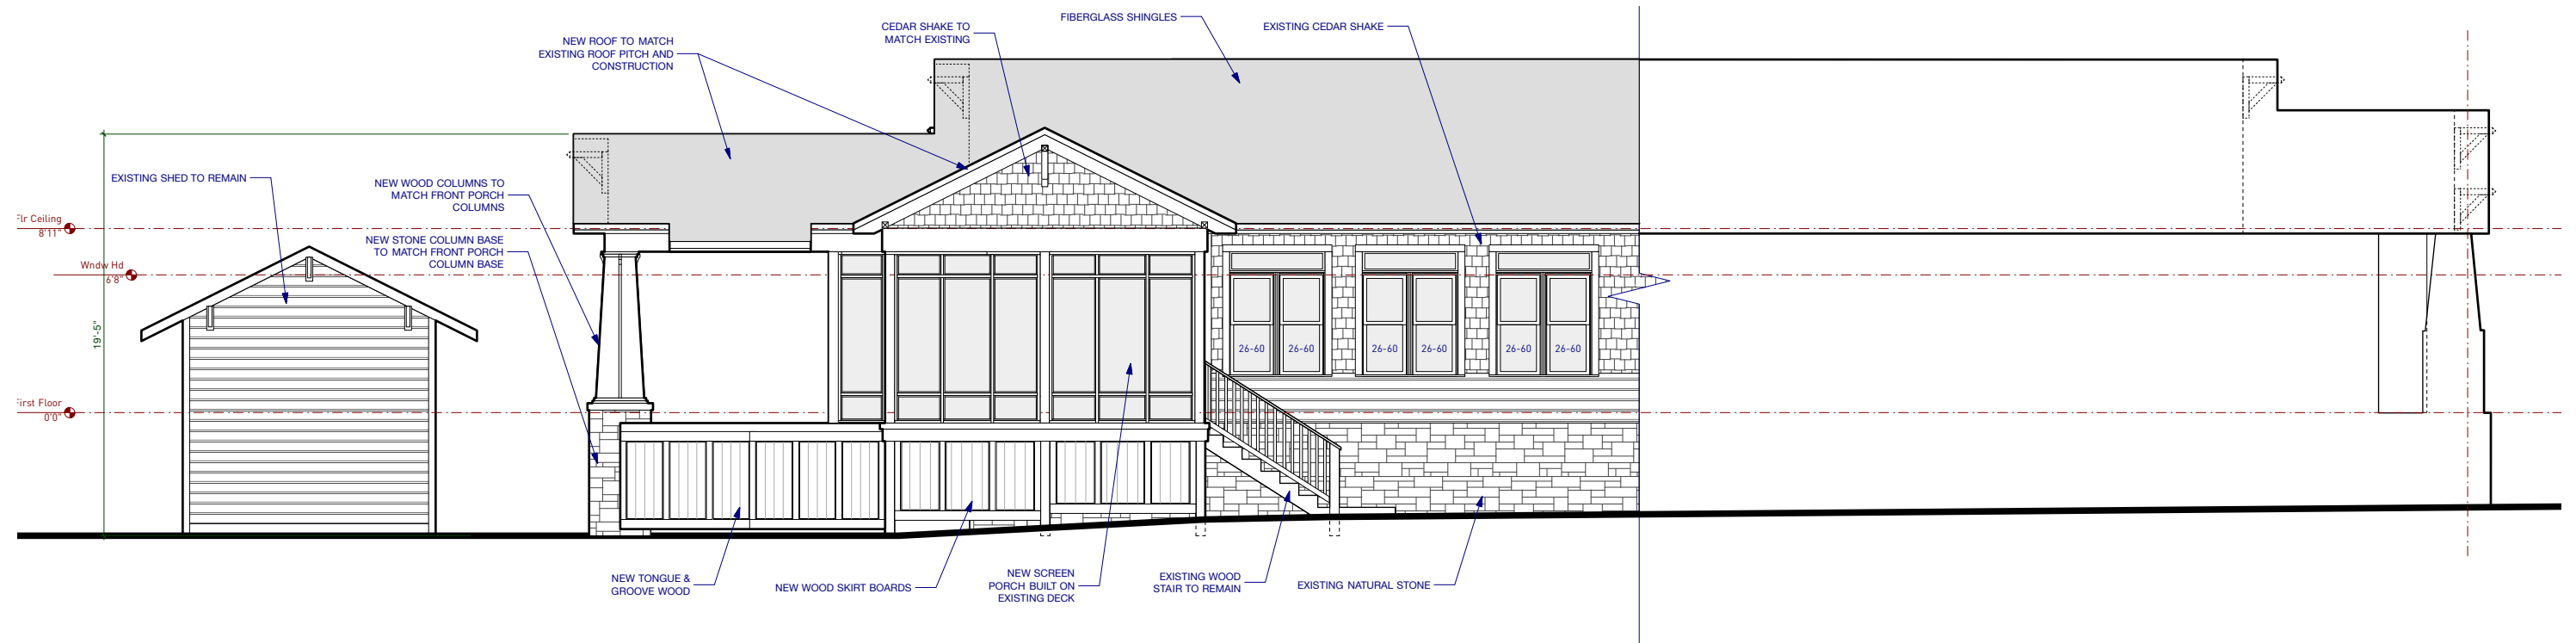 FIBERGLASS SHINGLES
CEDAR SHAKE TO
MATCH EXISTING
EXISTING CEDAR SHAKE
NEW ROOF TO MATCH
EXISTING ROOF PITCH AND
CONSTRUCTION
EXISTING SHED TO REMAIN
NEW WOOD COLUMNS TO
MATCH FRONT PORCH
COLUMNS
Flr Ceiling
8'11"
NEW STONE COLUMN BASE
TO MATCH FRONT PORCH
COLUMN BASE
Wndw Hd
6'8"
19'-5"
26-60 26-60 26-60 26-60 26-60 26-60
First Floor
0'0"
NEW TONGUE &
GROOVE WOOD
NEW WOOD SKIRT BOARDS
NEW SCREEN
PORCH BUILT ON
EXISTING DECK
EXISTING WOOD
STAIR TO REMAIN
EXISTING NATURAL STONE